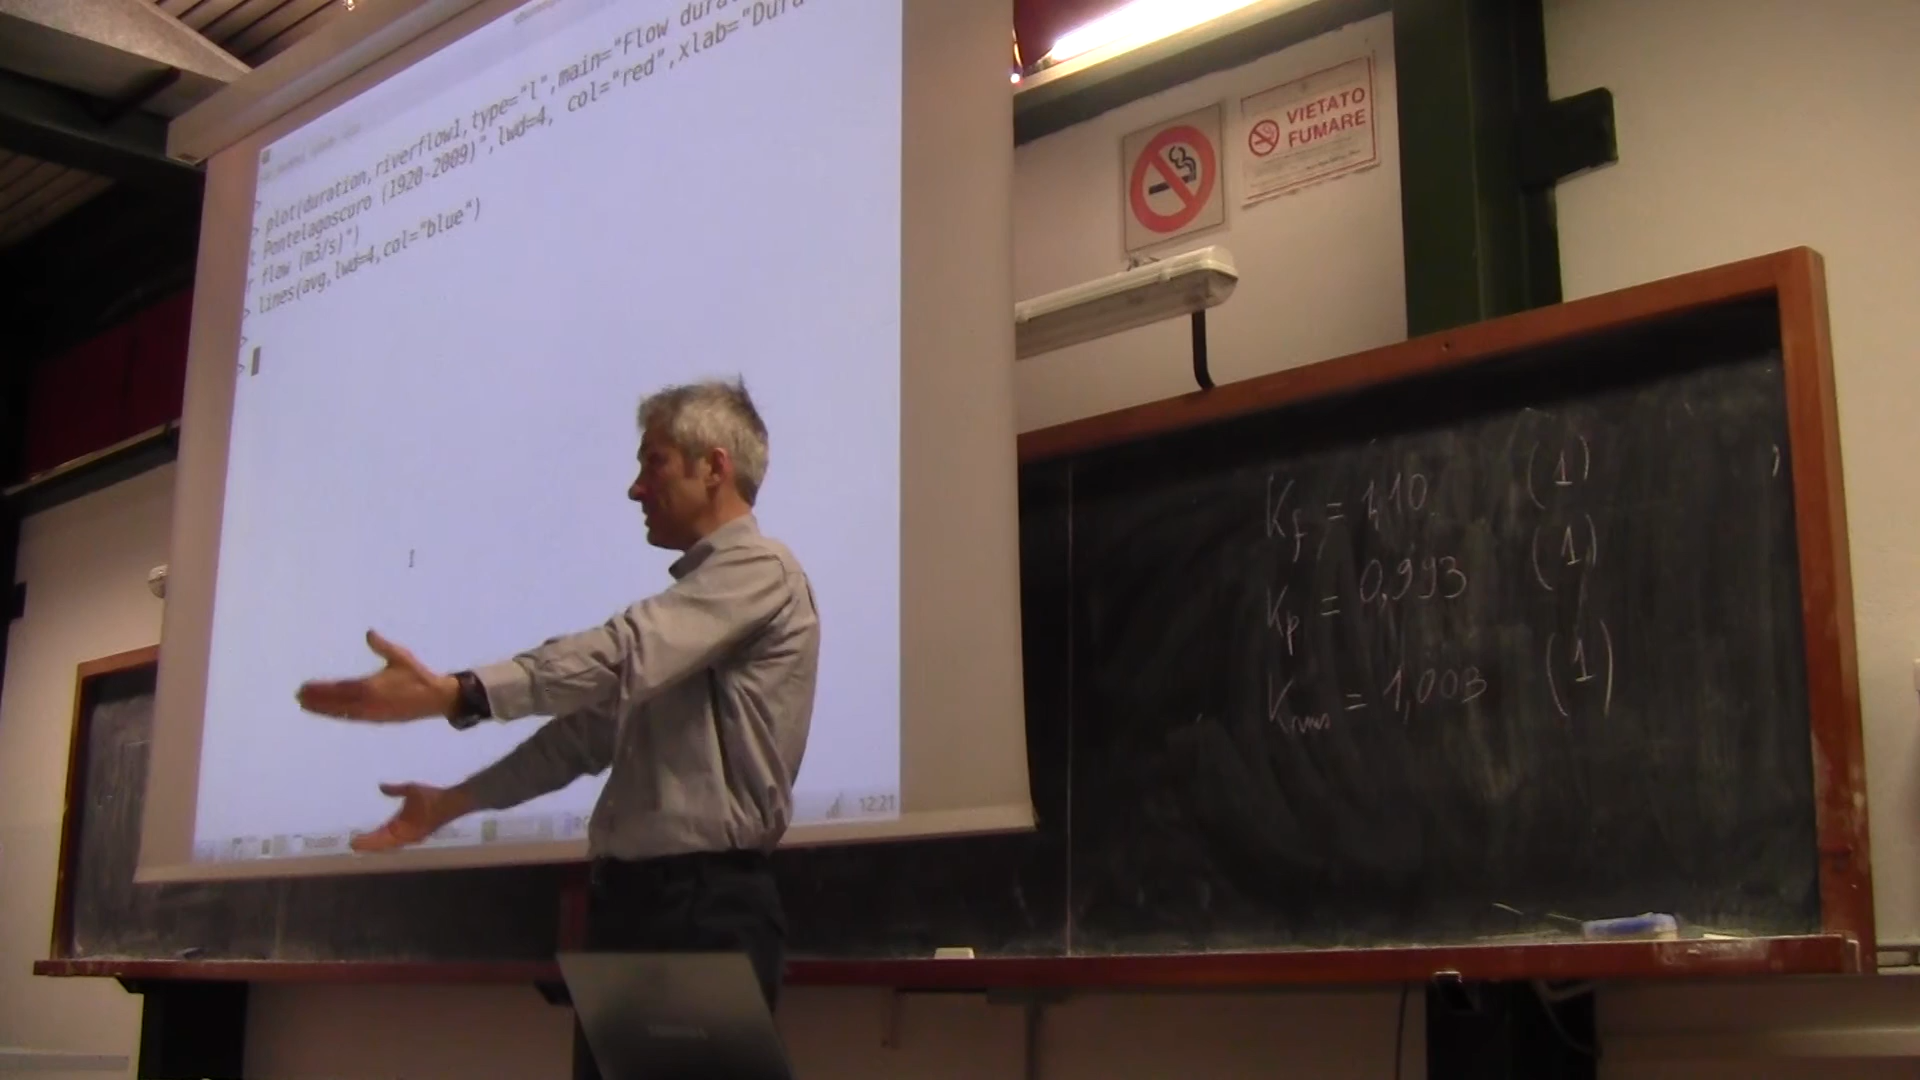 > plot(duration,riverflow1,type="l",main="Flow
t Pontelagoscuro (1920-2009)",lwd=4, col="red",xlab="Dura
r flow (m3/s)")
> lines(avg,lwd=4,col="blue")
>
>
12:21
VIETATO
FUMARE
Kf = 1,10 (1)
Kp = 0,993 (1)
= 1,003 (1)